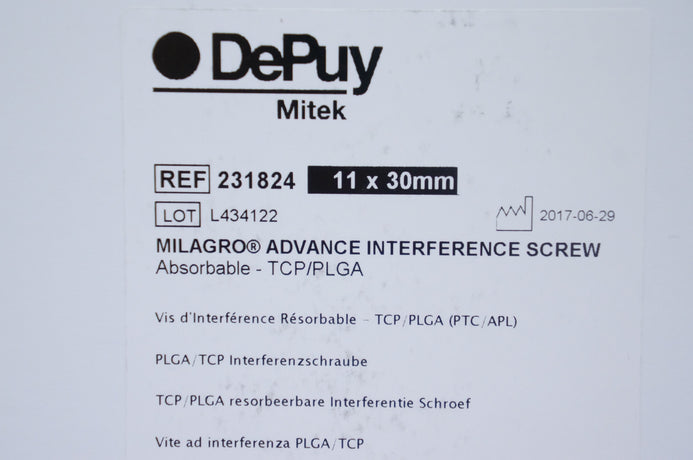 DePuy
Mitek
REF 231824 11 x 30mm
LOT L434122 2017-06-29
MILAGRO® ADVANCE INTERFERENCE SCREW
Absorbable - TCP/PLGA
Vis d'Interférence Résorbable - TCP/PLGA (PTC/APL)
PLGA/TCP Interferenzschraube
TCP/PLGA resorbeerbare Interferentie Schroef
Vite ad interferenza PLGA/TCP